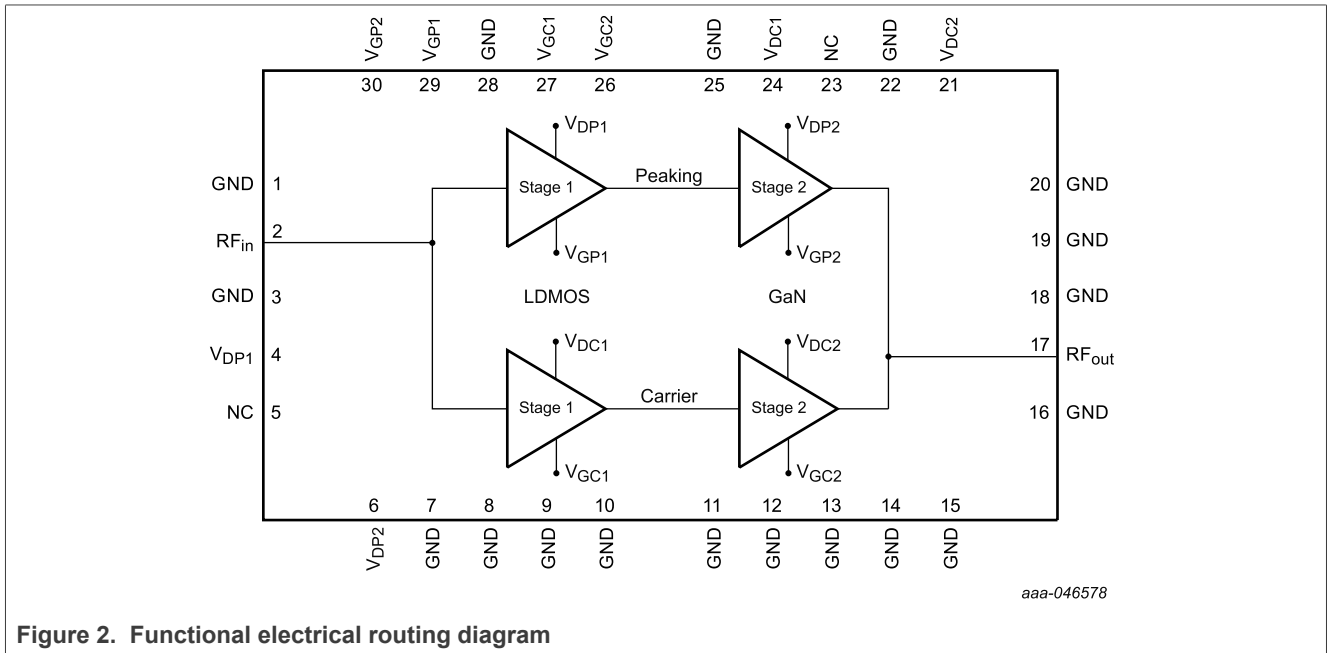 VGP2
VGP1
GND
VGC1
VGC2
GND
VDC1
NC
GND
VDC2
30 29 28 27 26 25 24 23 22 21
VDP1
VDP2
GND 1
Stage 1
Peaking
Stage 2
20 GND
RFin 2
19 GND
VGP1
VGP2
GND 3
LDMOS
GaN
18 GND
VDP1 4
VDC1
VDC2
17 RFout
NC 5
Stage 1
Carrier
Stage 2
16 GND
VGC1
VGC2
6 7 8 9 10 11 12 13 14 15
VDP2
GND
GND
GND
GND
GND
GND
GND
GND
GND
aaa-046578
Figure 2. Functional electrical routing diagram